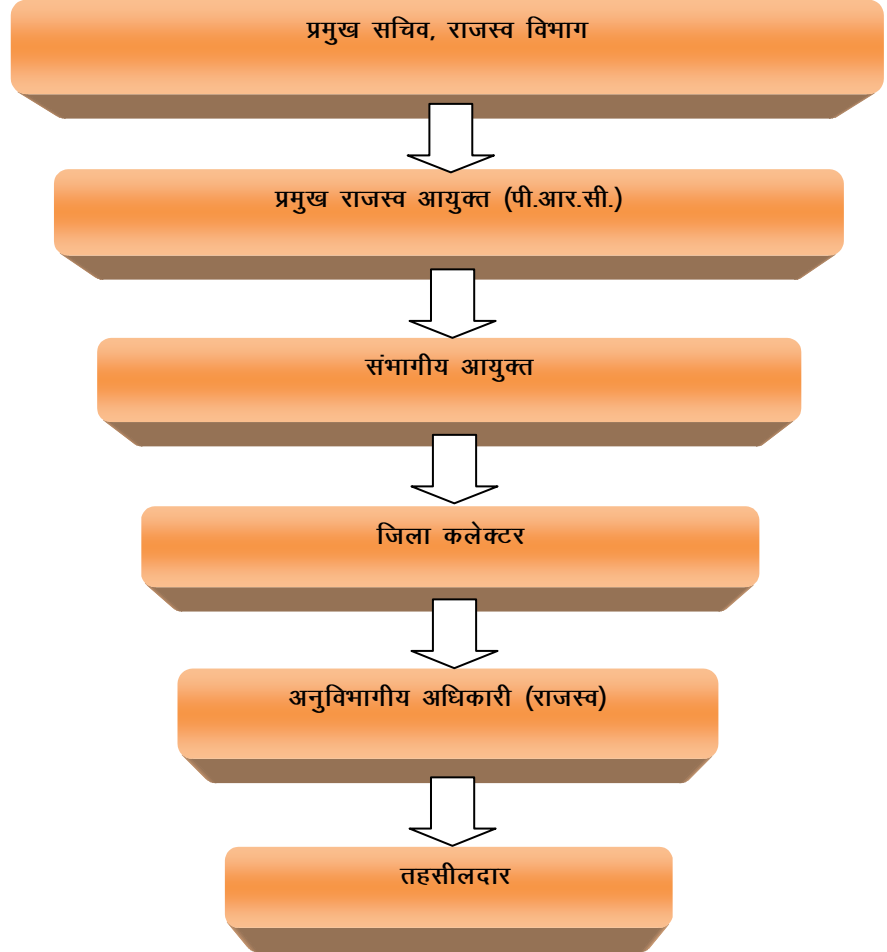 प्रमुख सचिव, राजस्व विभाग
प्रमुख राजस्व आयुक्त (पी.आर.सी.)
संभागीय आयुक्त
जिला कलेक्टर
अनुविभागीय अधिकारी (राजस्व)
तहसीलदार